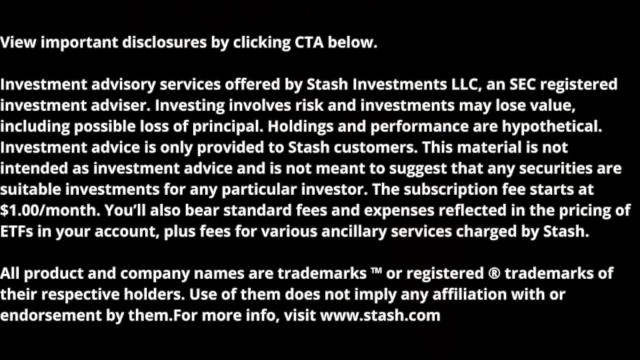 View important disclosures by clicking CTA below.
Investment advisory services offered by Stash Investments LLC, an SEC registered
investment adviser. Investing involves risk and investments may lose value,
including possible loss of principal. Holdings and performance are hypothetical.
Investment advice is only provided to Stash customers. This material is not
intended as investment advice and is not meant to suggest that any securities are
suitable investments for any particular investor. The subscription fee starts at
$1.00/month. You’ll also bear standard fees and expenses reflected in the pricing of
ETFs in your account, plus fees for various ancillary services charged by Stash.
All product and company names are trademarks ™ or registered ® trademarks of
their respective holders. Use of them does not imply any affiliation with or
endorsement by them.For more info, visit www.stash.com